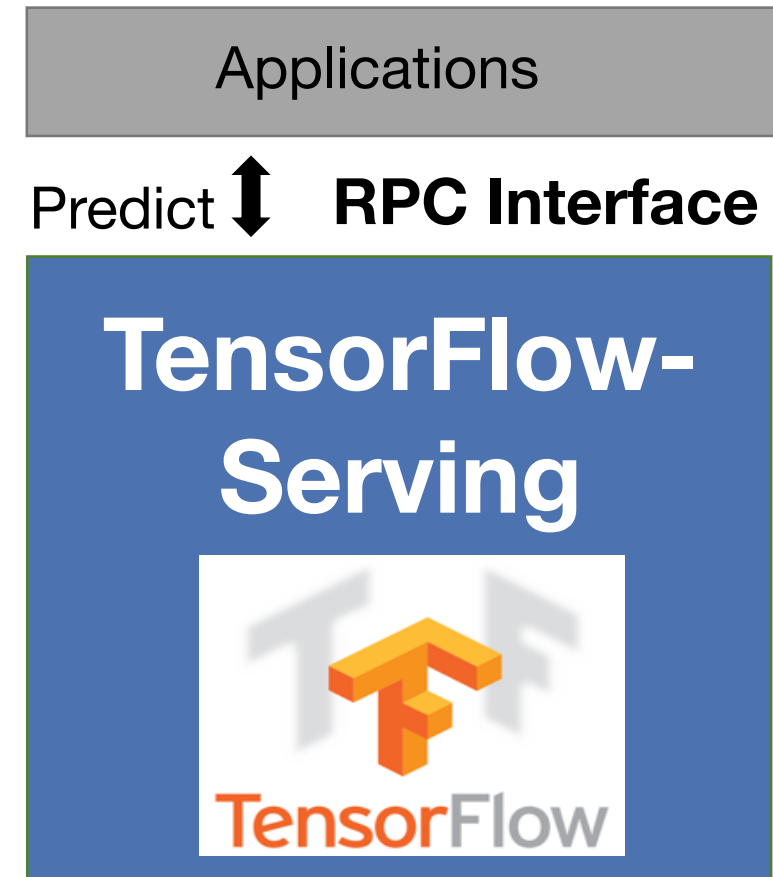 Applications
Predict RPC Interface
TensorFlow-
Serving
TensorFlow